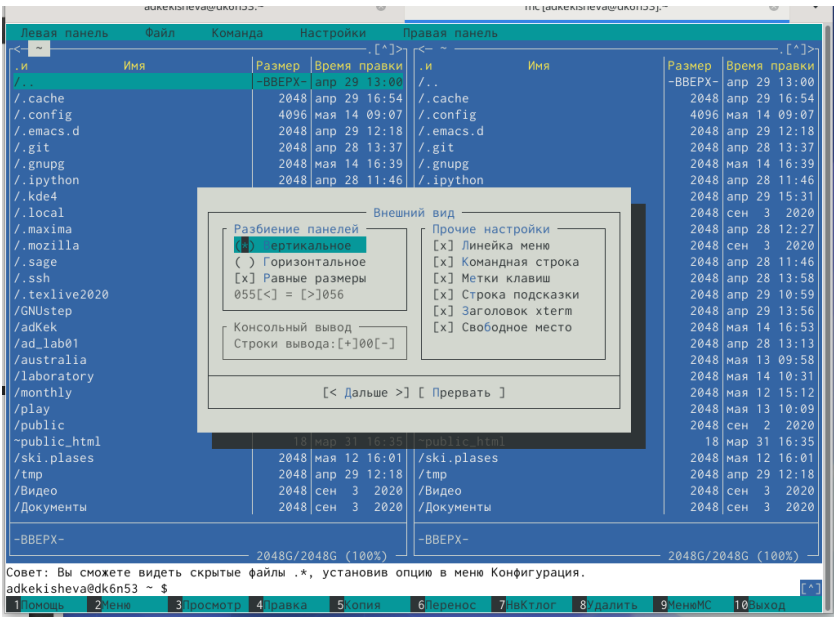 adkekisheva@dk6n53:~ mc [adkekisheva@dk6n53]:~
Левая панель Файл Команда Настройки Правая панель
<— ~ .[^]> <— ~ .[^]>
.и Имя Размер Время правки .и Имя Размер Время правки
/.. -ВВЕРХ- апр 29 13:00 /.. -ВВЕРХ- апр 29 13:00
/.cache 2048 апр 29 16:54 /.cache 2048 апр 29 16:54
/.config 4096 мая 14 09:07 /.config 4096 мая 14 09:07
/.emacs.d 2048 апр 29 12:18 /.emacs.d 2048 апр 29 12:18
/.git 2048 апр 28 13:37 /.git 2048 апр 28 13:37
/.gnupg 2048 мая 14 16:39 /.gnupg 2048 мая 14 16:39
/.ipython 2048 апр 28 11:46 /.ipython 2048 апр 28 11:46
/.kde4 2048 апр 29 15:31
/.local Внешний вид 2048 сен 3 2020
/.maxima Разбиение панелей Прочие настройки 2048 апр 28 12:27
/.mozilla (*) Вертикальное [x] Линейка меню 2048 сен 3 2020
/.sage ( ) Горизонтальное [x] Командная строка 2048 апр 28 11:46
/.ssh [x] Равные размеры [x] Метки клавиш 2048 апр 28 13:58
/.texlive2020 055[<] = [>]056 [x] Строка подсказки 2048 апр 29 10:59
/GNUstep [x] Заголовок xterm 2048 апр 29 13:56
/adKek Консольный вывод [x] Свободное место 2048 мая 14 16:53
/ad_lab01 Строки вывода:[+]00[-] 2048 апр 28 13:13
/australia 2048 мая 13 09:58
/laboratory 2048 мая 14 10:31
/monthly [< Дальше >] [ Прервать ] 2048 мая 12 15:12
/play 2048 мая 13 10:09
/public 2048 сен 2 2020
~public_html 18 мар 31 16:35 ~public_html 18 мар 31 16:35
/ski.plases 2048 мая 12 16:01 /ski.plases 2048 мая 12 16:01
/tmp 2048 апр 29 12:18 /tmp 2048 апр 29 12:18
/Видео 2048 сен 3 2020 /Видео 2048 сен 3 2020
/Документы 2048 сен 3 2020 /Документы 2048 сен 3 2020
-ВВЕРХ- -ВВЕРХ-
2048G/2048G (100%) 2048G/2048G (100%)
Совет: Вы сможете видеть скрытые файлы .*, установив опцию в меню Конфигурация.
adkekisheva@dk6n53 ~ $ [^]
1Помощь 2Меню 3Просмотр 4Правка 5Копия 6Перенос 7НвКтлог 8Удалить 9МенюMC 10Выход